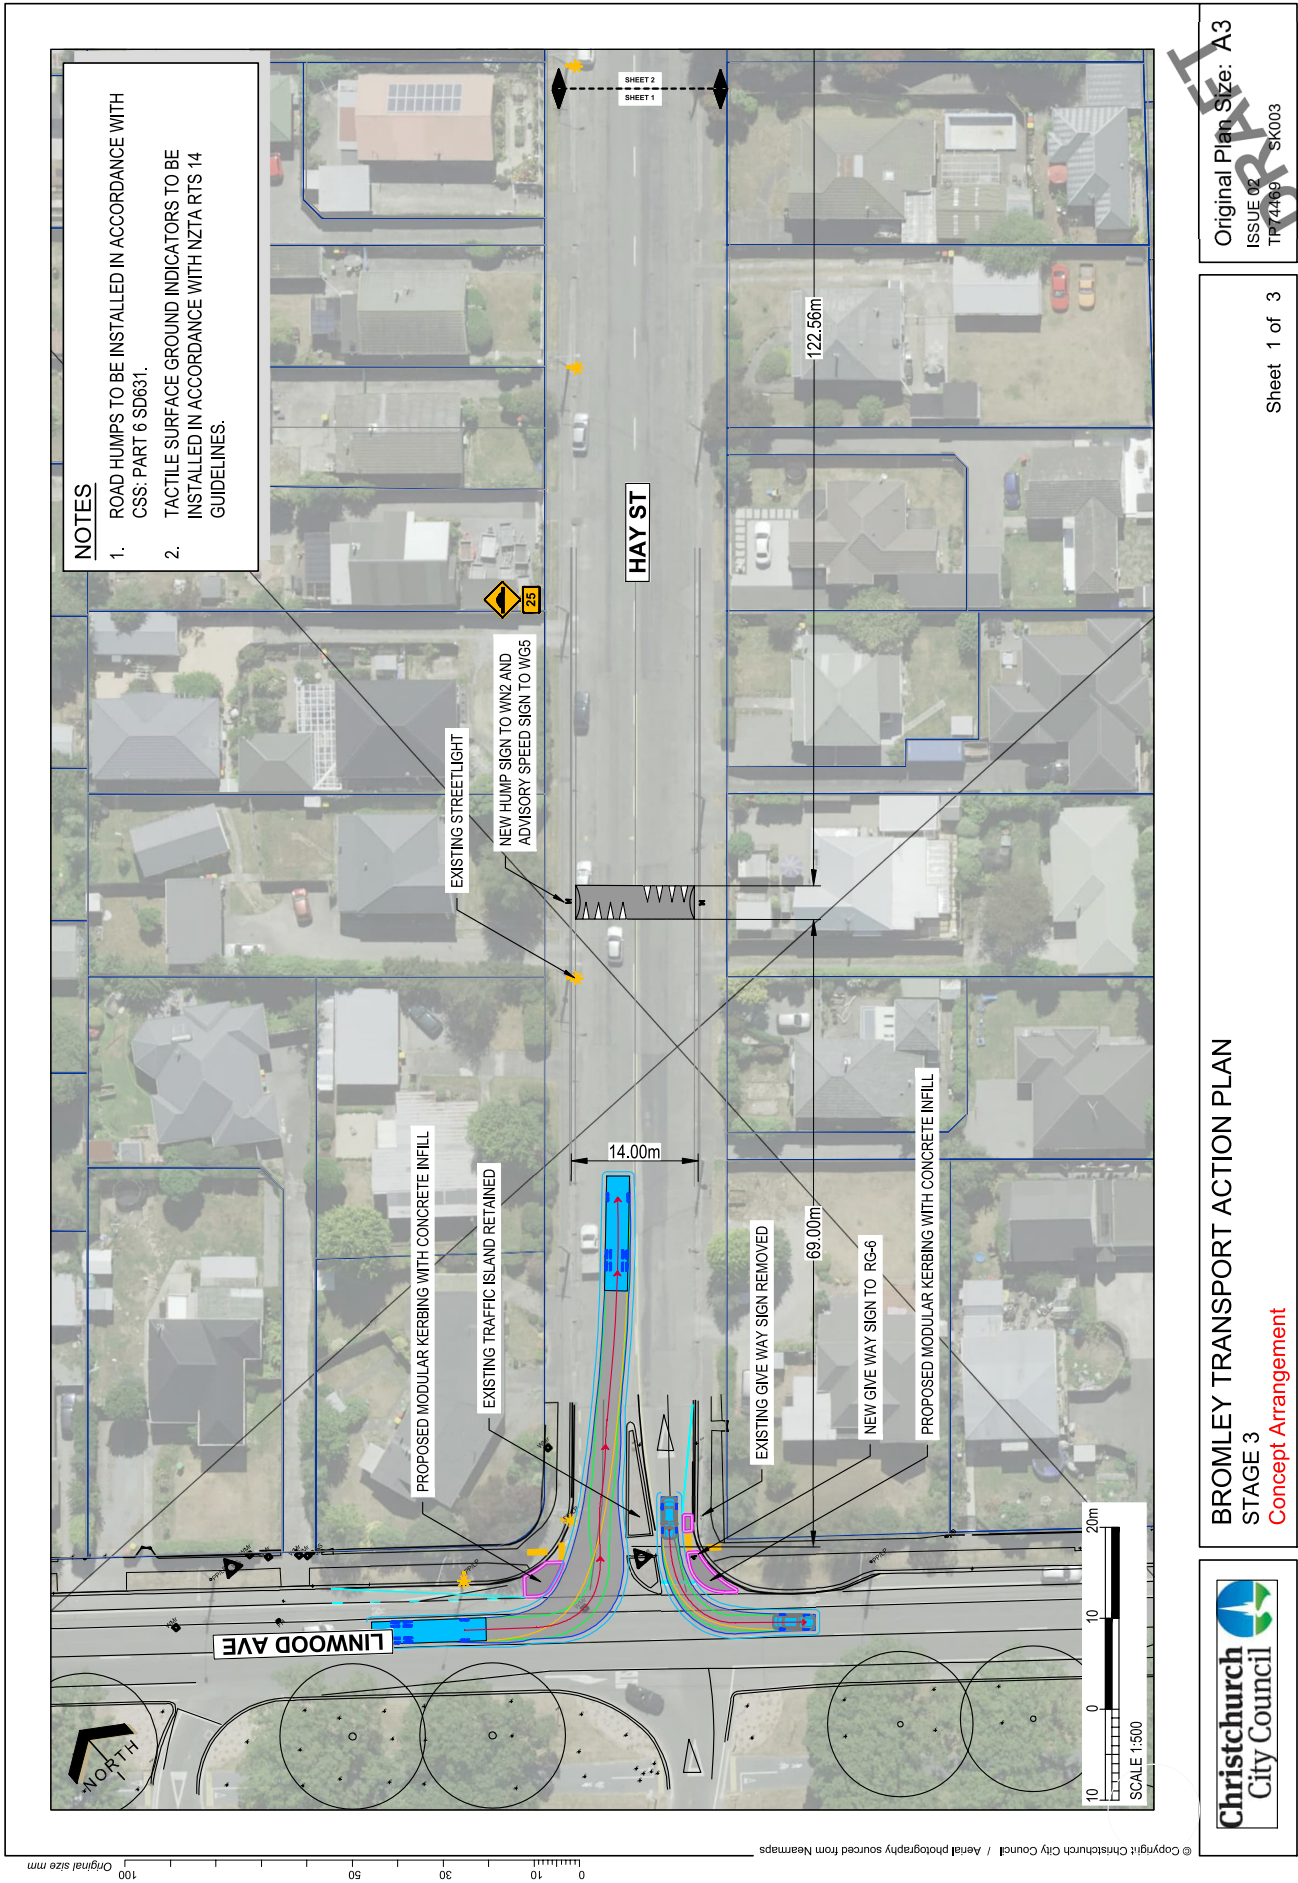 NOTES
1. ROAD HUMPS TO BE INSTALLED IN ACCORDANCE WITH
CSS: PART 6 SD631.
2. TACTILE SURFACE GROUND INDICATORS TO BE
INSTALLED IN ACCORDANCE WITH NZTA RTS 14
GUIDELINES.
SHEET 2
SHEET 1
HAY ST
122.56m
25
NEW HUMP SIGN TO WN2 AND
ADVISORY SPEED SIGN TO WG5
EXISTING STREETLIGHT
14.00m
69.00m
PROPOSED MODULAR KERBING WITH CONCRETE INFILL
EXISTING TRAFFIC ISLAND RETAINED
EXISTING GIVE WAY SIGN REMOVED
NEW GIVE WAY SIGN TO RG-6
PROPOSED MODULAR KERBING WITH CONCRETE INFILL
LINWOOD AVE
NORTH
10 0 10 20m
SCALE 1:500
© Copyright Christchurch City Council / Aerial photography sourced from Nearmaps
Original size mm
0 10 30 50 100
Christchurch
City Council
BROMLEY TRANSPORT ACTION PLAN
STAGE 3
Concept Arrangement
Sheet 1 of 3
Original Plan Size: A3
ISSUE 02
TP74469 SK003
DRAFT